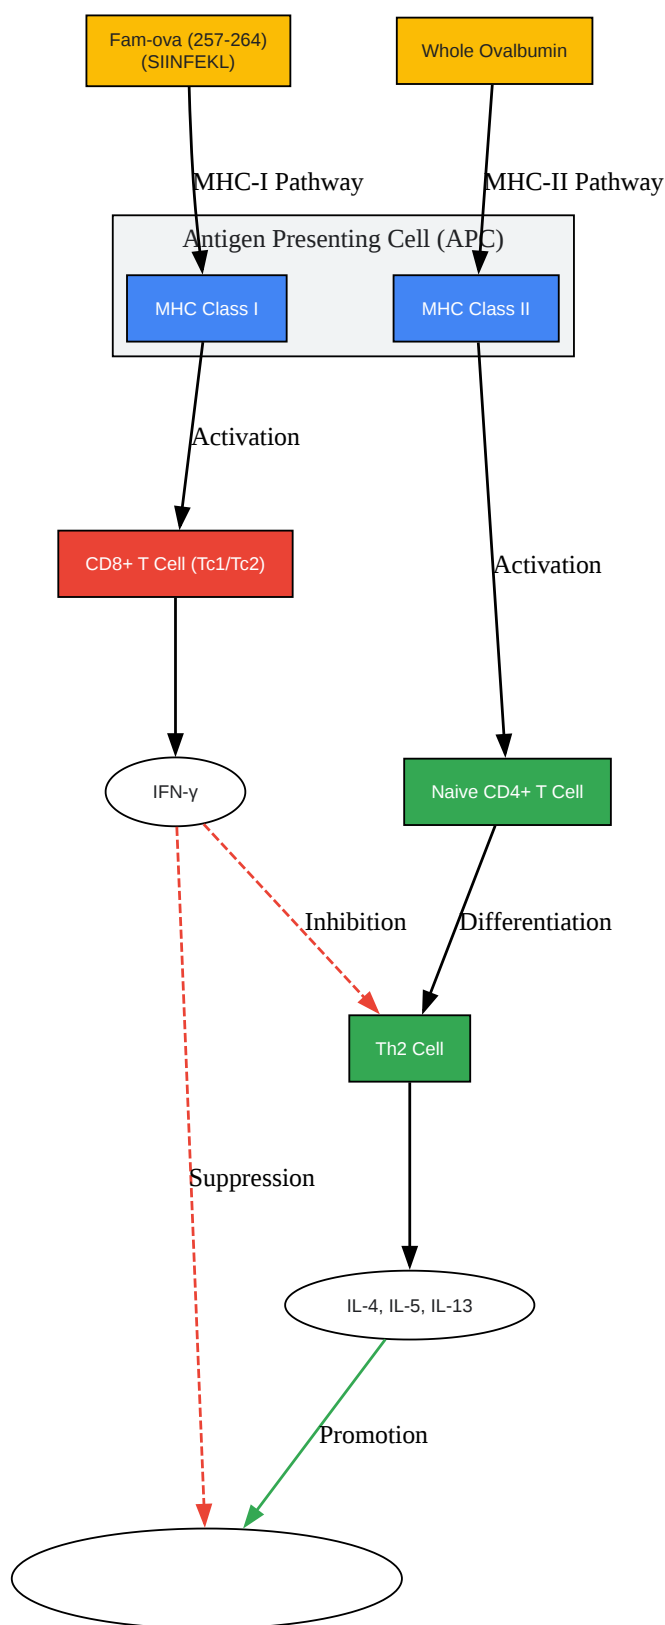 Fam-ova (257-264)
(SIINFEKL)
Whole Ovalbumin
MHC-I Pathway
MHC-II Pathway
Antigen Presenting Cell (APC)
MHC Class I
MHC Class II
Activation
CD8+ T Cell (Tc1/Tc2)
Activation
IFN-γ
Naive CD4+ T Cell
Inhibition
Differentiation
Th2 Cell
Suppression
IL-4, IL-5, IL-13
Promotion